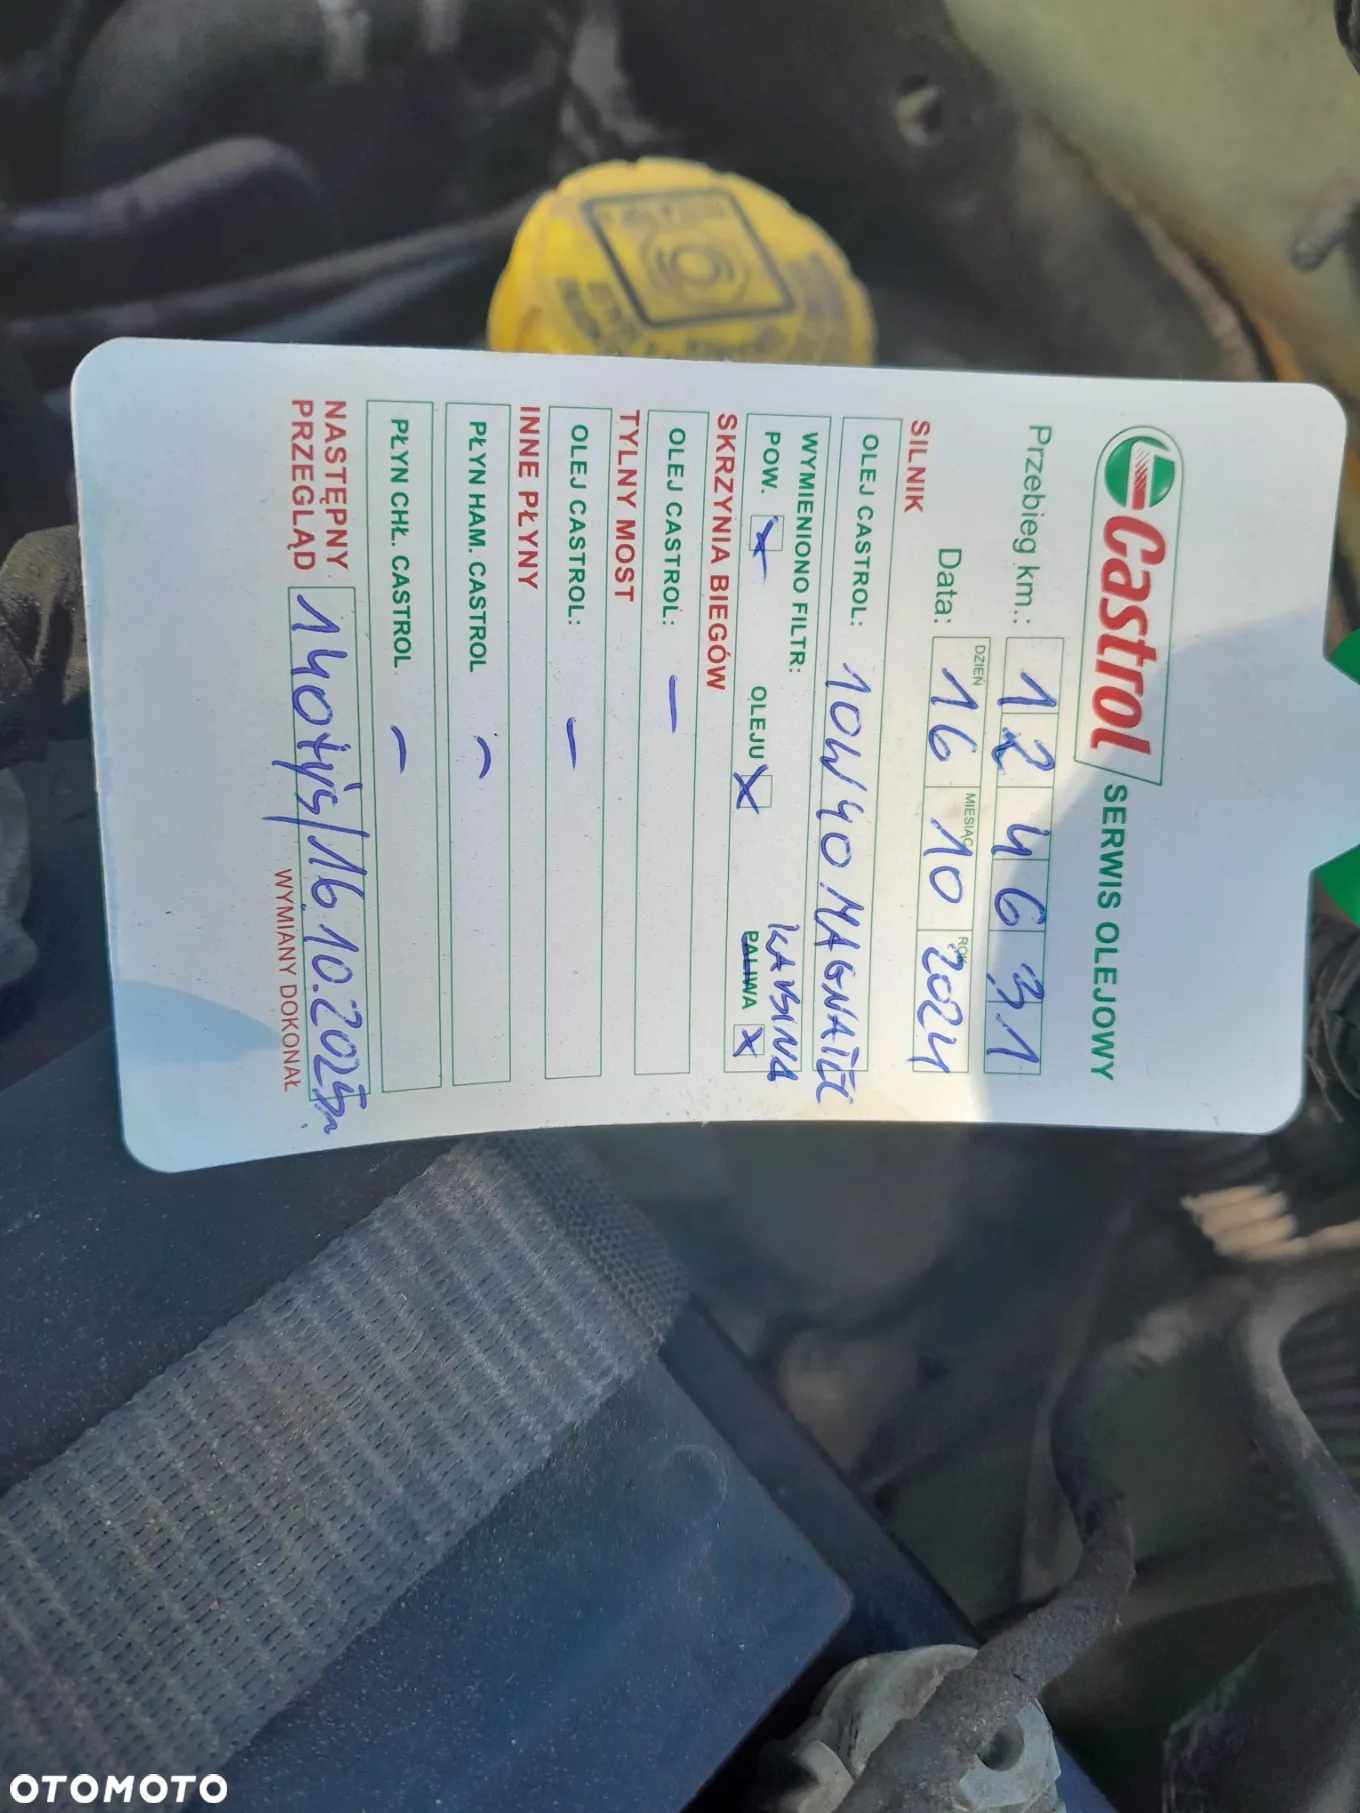 Castrol SERWIS OLEJOWY
Przebieg km.: 124631
DZIEŃ MIESIĄC ROK
Data: 16 10 2024
SILNIK
OLEJ CASTROL: 10W40 MAGNATEC
WYMIENIONO FILTR: KABINA
POW. X OLEJU X PALIWA X
SKRZYNIA BIEGÓW
OLEJ CASTROL: –
TYLNY MOST
OLEJ CASTROL: –
INNE PŁYNY
PŁYN HAM. CASTROL –
PŁYN CHŁ. CASTROL –
NASTĘPNY
PRZEGLĄD 140tyś/16.10.2025r.
WYMIANY DOKONAŁ
OTOMOTO